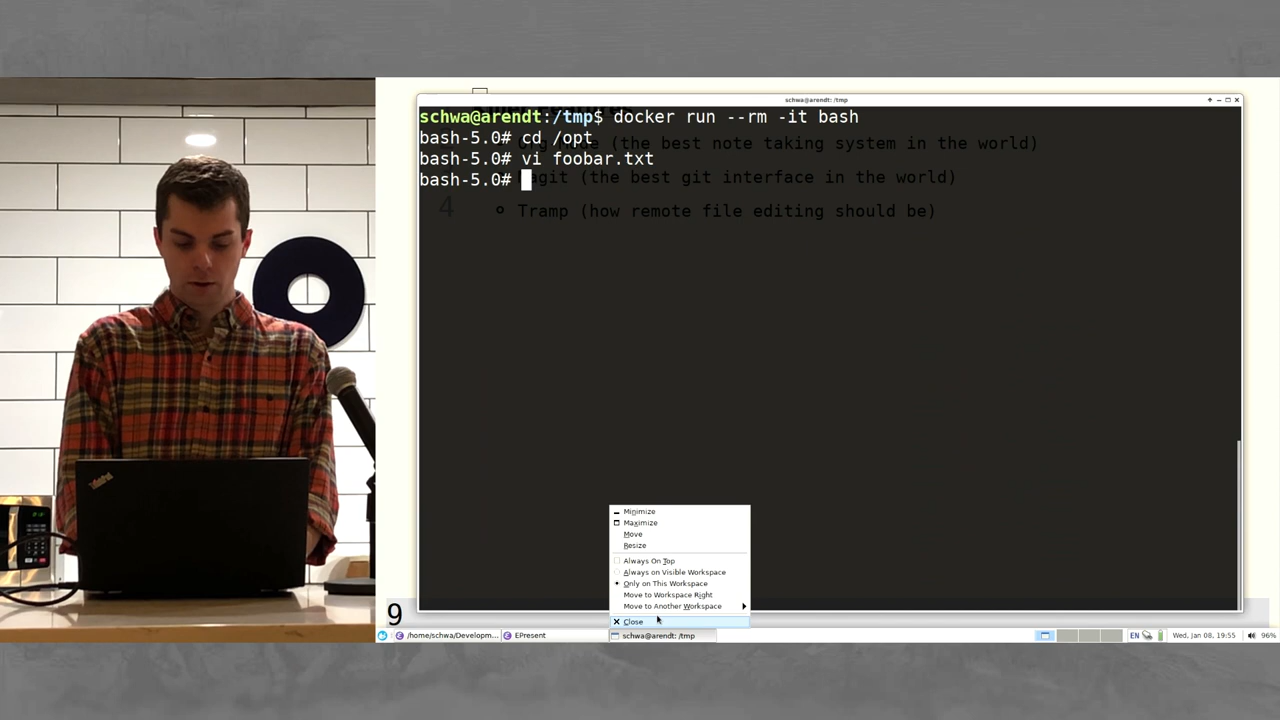 ThinkPad
schwa@arendt: /tmp
schwa@arendt:/tmp$ docker run --rm -it bash
bash-5.0# cd /opt
bash-5.0# vi foobar.txt
bash-5.0#
(the best note taking system in the world)
agit (the best git interface in the world)
4
Tramp (how remote file editing should be)
Minimize
Maximize
Move
Resize
Always On Top
Always on Visible Workspace
Only on This Workspace
Move to Workspace Right
Move to Another Workspace
Close
9
/home/schwa/Developm...
EPresent
schwa@arendt: /tmp
EN
Wed, Jan 08, 19:55
96%